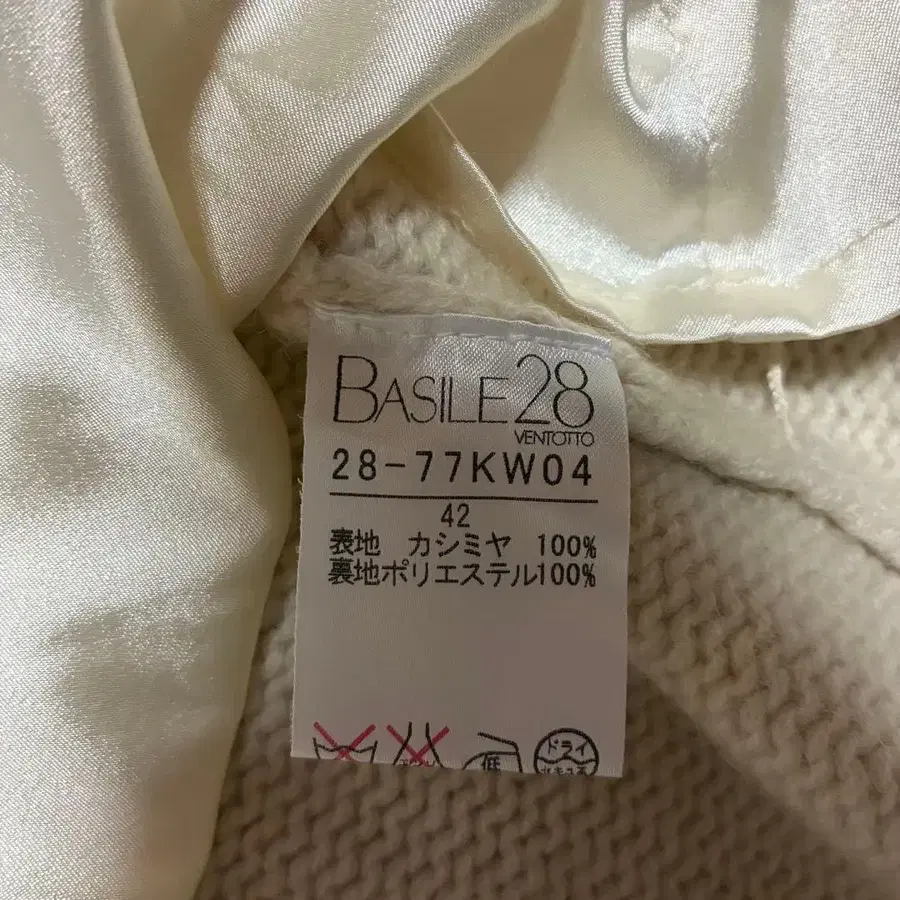 BASILE28
VENTOTTO
28-77KW04
42
表地 カシミヤ 100%
裏地ポリエステル100%
低
ドライ